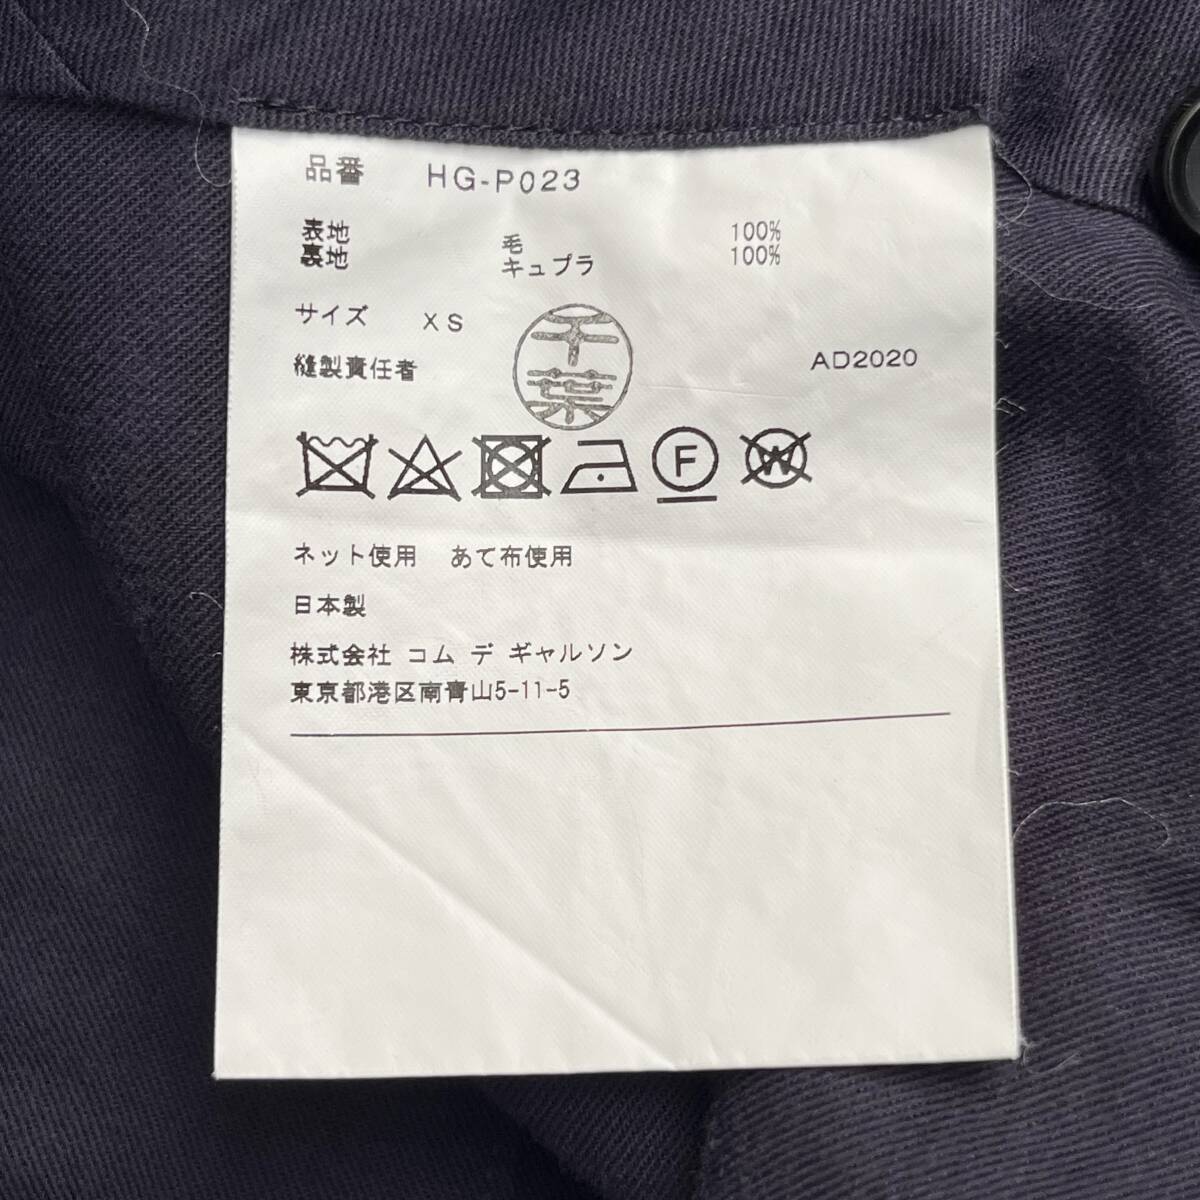 品番 HG-P023
表地 毛 100%
裏地 キュプラ 100%
サイズ XS
千葉
縫製責任者 AD2020
F W
ネット使用 あて布使用
日本製
株式会社 コム デ ギャルソン
東京都港区南青山5-11-5